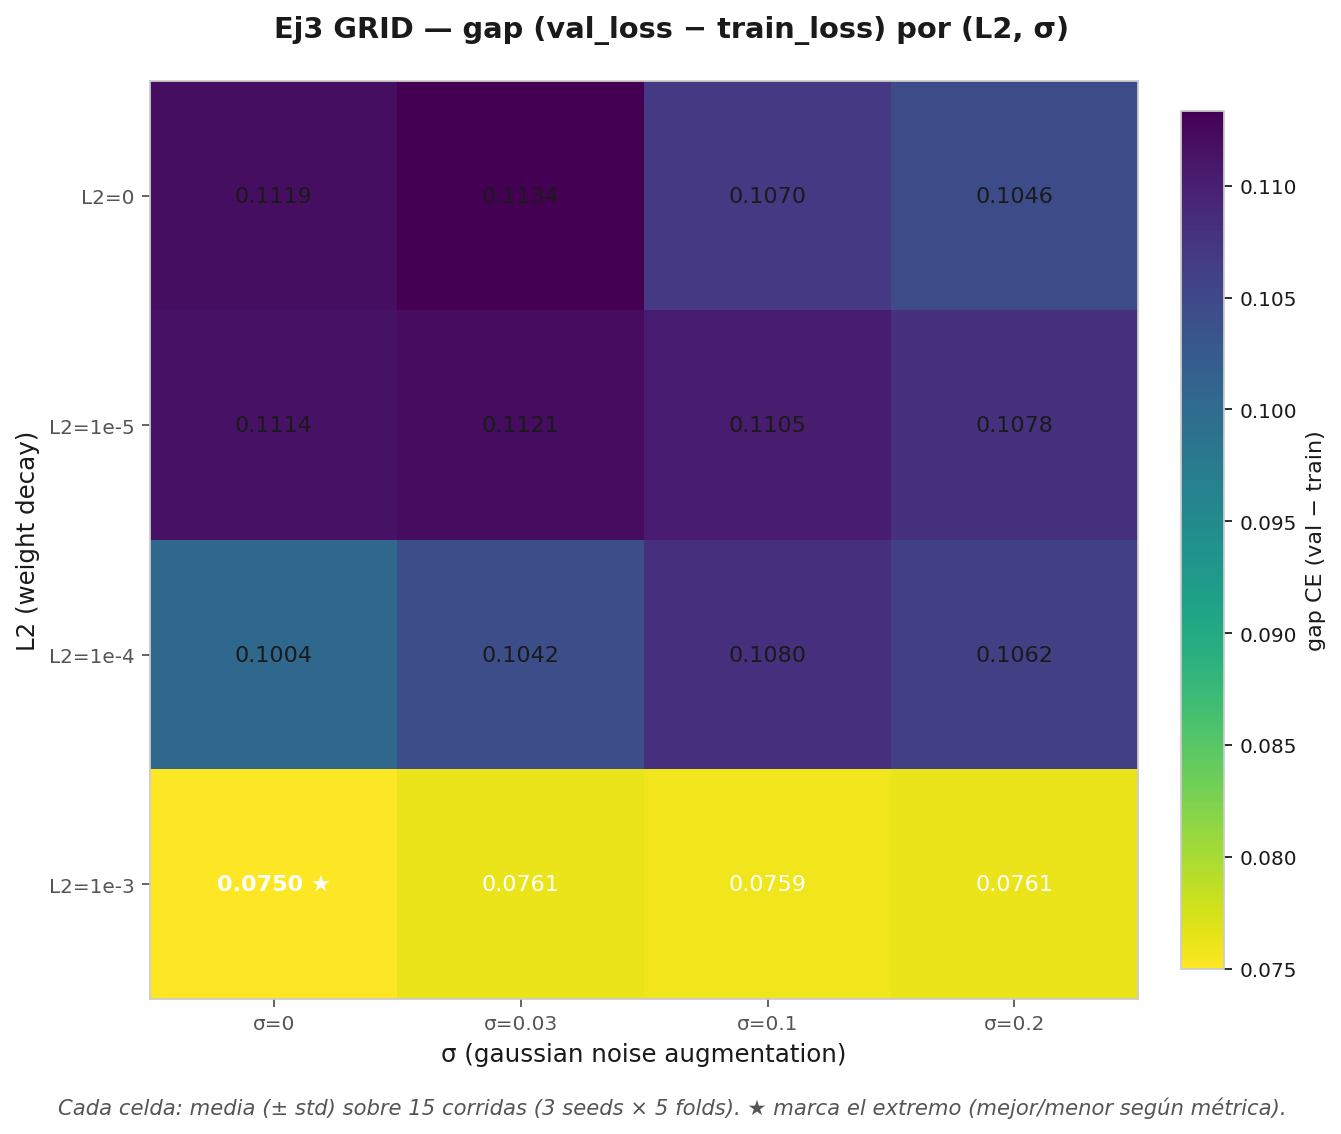 Ej3 GRID — gap (val_loss − train_loss) por (L2, σ)
L2=0
0.1119
0.1134
0.1070
0.1046
L2=1e-5
0.1114
0.1121
0.1105
0.1078
L2=1e-4
0.1004
0.1042
0.1080
0.1062
L2=1e-3
0.0750 ★
0.0761
0.0759
0.0761
L2 (weight decay)
σ=0
σ=0.03
σ=0.1
σ=0.2
σ (gaussian noise augmentation)
0.110
0.105
0.100
0.095
0.090
0.085
0.080
0.075
gap CE (val − train)
Cada celda: media (± std) sobre 15 corridas (3 seeds × 5 folds). ★ marca el extremo (mejor/menor según métrica).